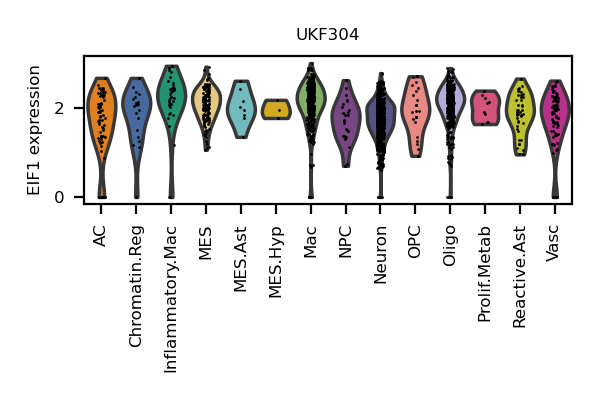 UKF304
EIF1 expression
2
0
AC
Chromatin.Reg
Inflammatory.Mac
MES
MES.Ast
MES.Hyp
Mac
NPC
Neuron
OPC
Oligo
Prolif.Metab
Reactive.Ast
Vasc